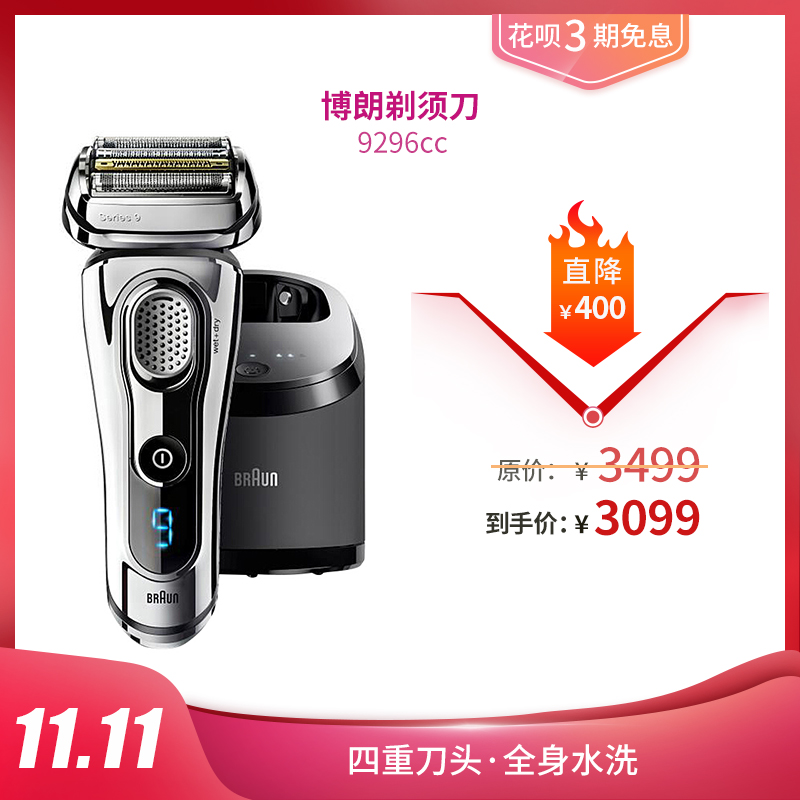 花呗3期免息
博朗剃须刀
9296cc
Series 9
wet+dry
直降
¥400
BRAUN
原价：¥3499
到手价：¥3099
9
BRAUN
11.11
四重刀头·全身水洗